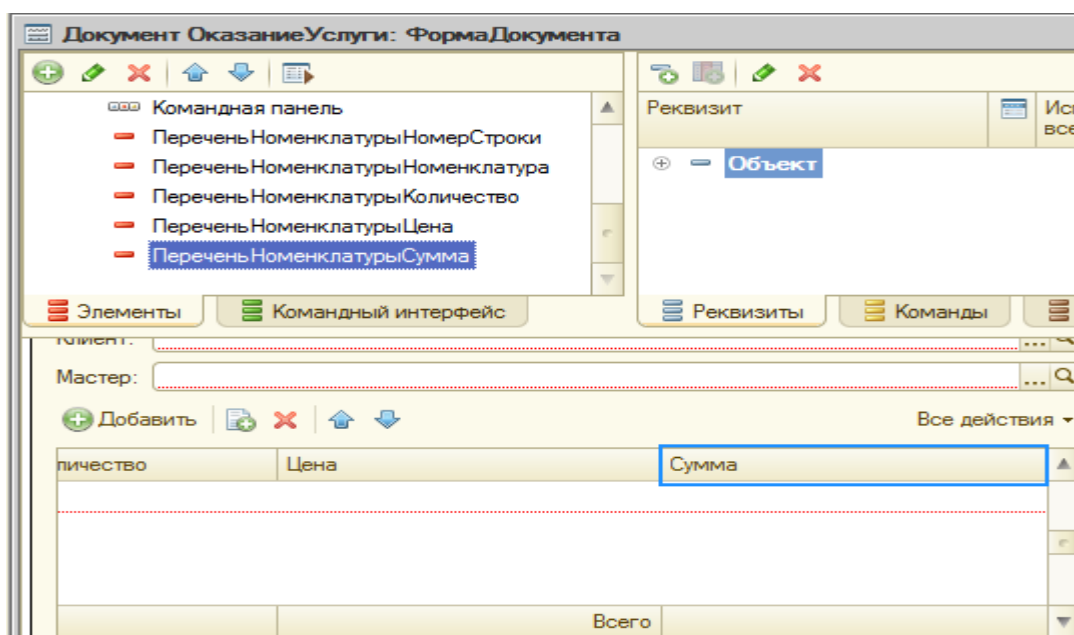 Документ ОказаниеУслуги: ФормаДокумента
Командная панель
ПереченьНоменклатурыНомерСтроки
ПереченьНоменклатурыНоменклатура
ПереченьНоменклатурыКоличество
ПереченьНоменклатурыЦена
ПереченьНоменклатурыСумма
Элементы Командный интерфейс
Реквизит
Объект
Реквизиты Команды
Клиент:
Мастер:
Добавить Все действия
личество Цена Сумма
Всего